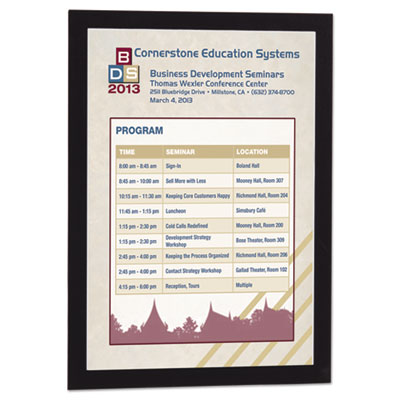 B
DS
2013
Cornerstone Education Systems
Business Development Seminars
Thomas Wexler Conference Center
2511 Bluebridge Drive • Millstone, CA • (632) 374-8700
March 4, 2013
PROGRAM
TIME SEMINAR LOCATION
8:00 am - 8:45 am Sign-In Boland Hall
8:45 am - 10:00 am Sell More with Less Mooney Hall, Room 307
10:15 am - 11:30 am Keeping Core Customers Happy Richmond Hall, Room 204
11:45 am - 1:15 pm Luncheon Simsbury Café
1:15 pm - 2:30 pm Cold Calls Redefined Mooney Hall, Room 200
1:15 pm - 2:30 pm Development Strategy Workshop Bose Theater, Room 309
2:45 pm - 4:00 pm Keeping the Process Organized Richmond Hall, Room 206
2:45 pm - 4:00 pm Contact Strategy Workshop Gallad Theater, Room 102
4:15 pm - 6:00 pm Reception, Tours Multiple